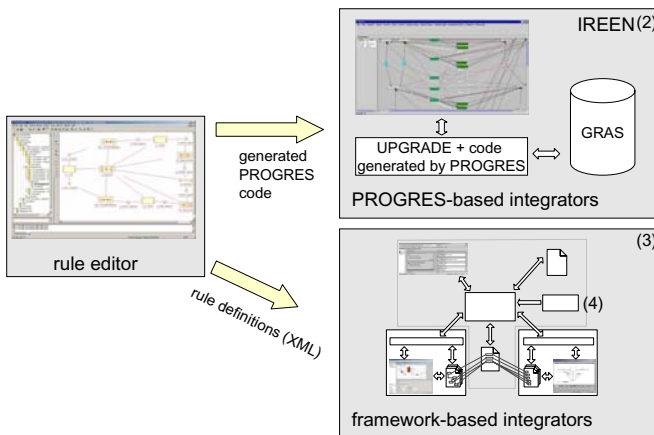 IREEN (2)
GRAS
UPGRADE + code
generated by PROGRES
PROGRES-based integrators
generated
PROGRES
code
rule editor
rule definitions (XML)
(3)
(4)
framework-based integrators